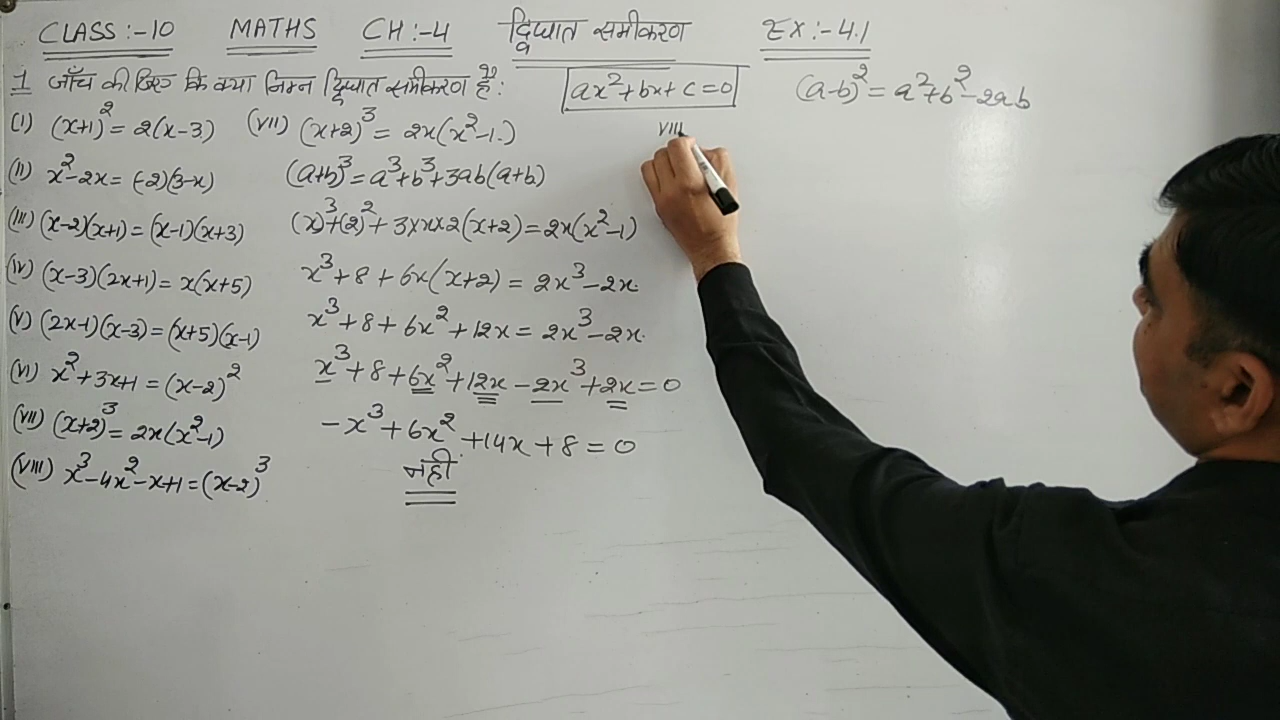 CLASS:-10 MATHS CH:-4 द्विघात समीकरण EX:-4.1
1 जाँच कीजिए कि क्या निम्न द्विघात समीकरण है:
ax²+bx+c=0
(a-b)²=a²+b²-2ab
(i) (x+1)²=2(x-3)
(ii) x²-2x=(-2)(3-x)
(iii) (x-2)(x+1)=(x-1)(x+3)
(iv) (x-3)(2x+1)=x(x+5)
(v) (2x-1)(x-3)=(x+5)(x-1)
(vi) x²+3x+1=(x-2)²
(vii) (x+2)³=2x(x²-1)
(viii) x³-4x²-x+1=(x-2)³
(vii) (x+2)³=2x(x²-1)
(a+b)³=a³+b³+3ab(a+b)
(x)³+(2)²+3×x×2(x+2)=2x(x²-1)
x³+8+6x(x+2)=2x³-2x
x³+8+6x²+12x=2x³-2x
x³+8+6x²+12x-2x³+2x=0
-x³+6x²+14x+8=0
नहीं
VIII